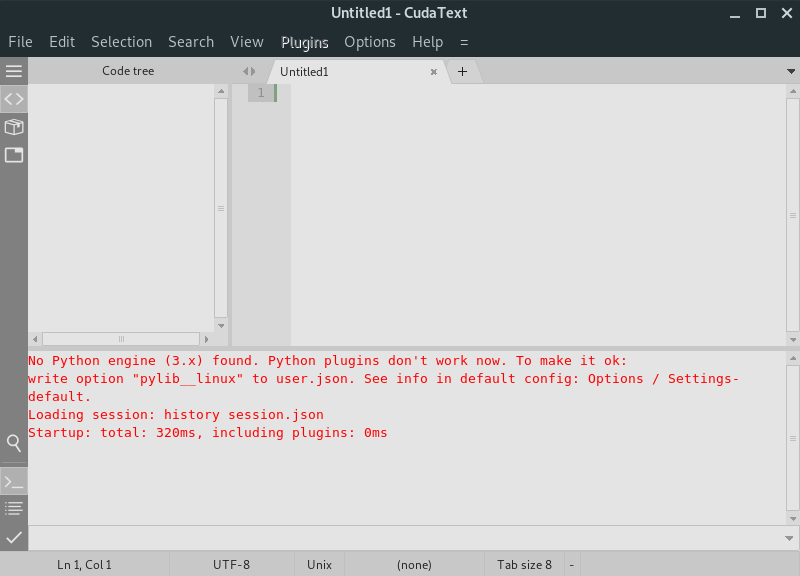 Untitled1 - CudaText
File Edit Selection Search View Plugins Options Help =
Code tree
Untitled1
1
No Python engine (3.x) found. Python plugins don't work now. To make it ok:
write option "pylib__linux" to user.json. See info in default config: Options / Settings-
default.
Loading session: history session.json
Startup: total: 320ms, including plugins: 0ms
Ln 1, Col 1 UTF-8 Unix (none) Tab size 8 -